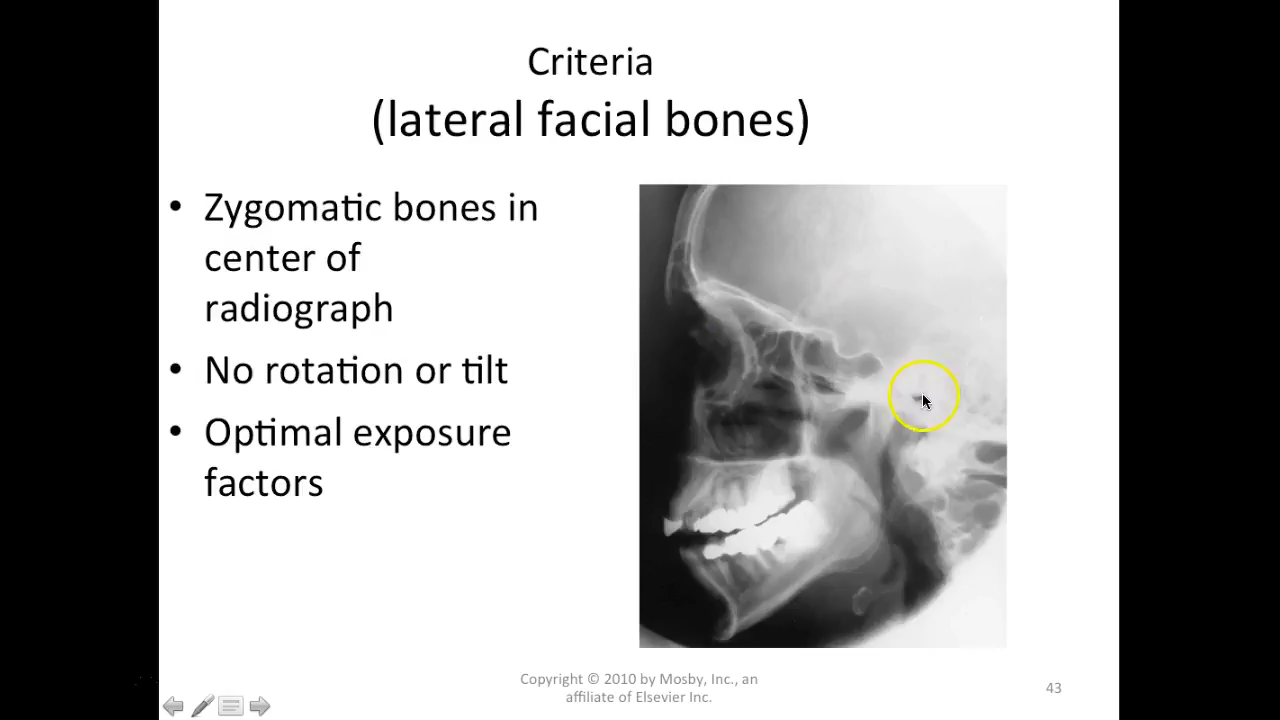 Criteria
(lateral facial bones)
• Zygomatic bones in
center of
radiograph
• No rotation or tilt
• Optimal exposure
factors
Copyright © 2010 by Mosby, Inc., an
affiliate of Elsevier Inc.
43